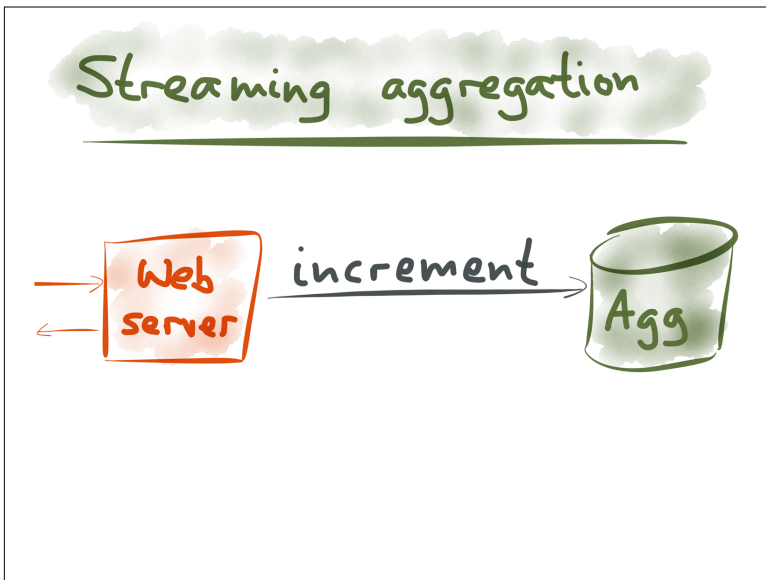 Streaming aggregation
Web
server
increment
Agg